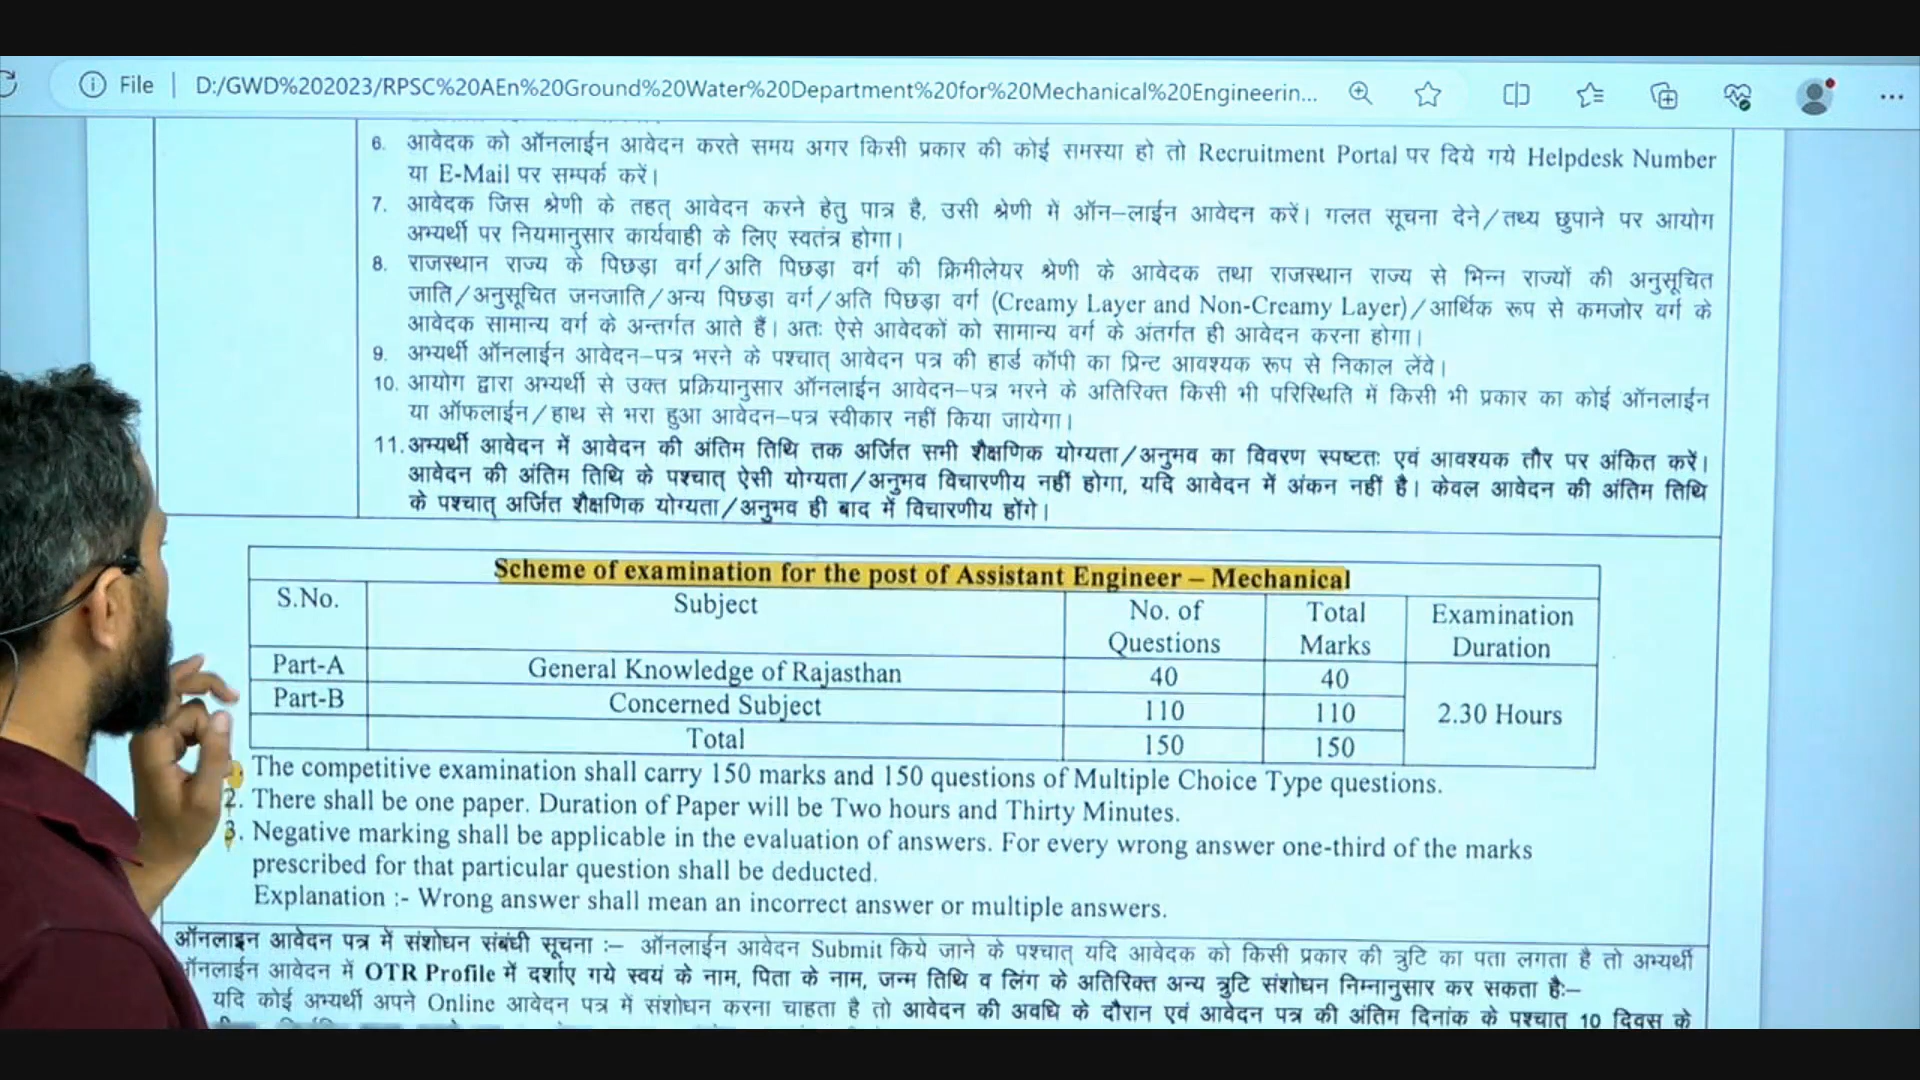 File
D:/GWD%202023/RPSC%20AEn%20Ground%20Water%20Department%20for%20Mechanical%20Engineerin...
6. आवेदक को ऑनलाईन आवेदन करते समय अगर किसी प्रकार की कोई समस्या हो तो Recruitment Portal पर दिये गये Helpdesk Number
या E-Mail पर सम्पर्क करें।
7. आवेदक जिस श्रेणी के तहत् आवेदन करने हेतु पात्र है, उसी श्रेणी में ऑन–लाईन आवेदन करें। गलत सूचना देने/तथ्य छुपाने पर आयोग
अभ्यर्थी पर नियमानुसार कार्यवाही के लिए स्वतंत्र होगा।
8. राजस्थान राज्य के पिछड़ा वर्ग/अति पिछड़ा वर्ग की क्रिमीलेयर श्रेणी के आवेदक तथा राजस्थान राज्य से भिन्न राज्यों की अनुसूचित
जाति/अनुसूचित जनजाति/अन्य पिछड़ा वर्ग/अति पिछड़ा वर्ग (Creamy Layer and Non-Creamy Layer)/आर्थिक रूप से कमजोर वर्ग के
आवेदक सामान्य वर्ग के अन्तर्गत आते हैं। अतः ऐसे आवेदकों को सामान्य वर्ग के अंतर्गत ही आवेदन करना होगा।
9. अभ्यर्थी ऑनलाईन आवेदन–पत्र भरने के पश्चात् आवेदन पत्र की हार्ड कॉपी का प्रिन्ट आवश्यक रूप से निकाल लेंवे।
10. आयोग द्वारा अभ्यर्थी से उक्त प्रक्रियानुसार ऑनलाईन आवेदन–पत्र भरने के अतिरिक्त किसी भी परिस्थिति में किसी भी प्रकार का कोई ऑनलाईन
या ऑफलाईन/हाथ से भरा हुआ आवेदन–पत्र स्वीकार नहीं किया जायेगा।
11. अभ्यर्थी आवेदन में आवेदन की अंतिम तिथि तक अर्जित सभी शैक्षणिक योग्यता/अनुभव का विवरण स्पष्टतः एवं आवश्यक तौर पर अंकित करें।
आवेदन की अंतिम तिथि के पश्चात् ऐसी योग्यता/अनुभव विचारणीय नहीं होगा, यदि आवेदन में अंकन नहीं है। केवल आवेदन की अंतिम तिथि
के पश्चात् अर्जित शैक्षणिक योग्यता/अनुभव ही बाद में विचारणीय होंगे।
Scheme of examination for the post of Assistant Engineer – Mechanical
S.No. Subject No. of Questions Total Marks Examination Duration
Part-A General Knowledge of Rajasthan 40 40
Part-B Concerned Subject 110 110 2.30 Hours
Total 150 150
The competitive examination shall carry 150 marks and 150 questions of Multiple Choice Type questions.
2. There shall be one paper. Duration of Paper will be Two hours and Thirty Minutes.
3. Negative marking shall be applicable in the evaluation of answers. For every wrong answer one-third of the marks
prescribed for that particular question shall be deducted.
Explanation :- Wrong answer shall mean an incorrect answer or multiple answers.
ऑनलाइन आवेदन पत्र में संशोधन संबंधी सूचना :– ऑनलाईन आवेदन Submit किये जाने के पश्चात् यदि आवेदक को किसी प्रकार की त्रुटि का पता लगता है तो अभ्यर्थी
ऑनलाईन आवेदन में OTR Profile में दर्शाए गये स्वयं के नाम, पिता के नाम, जन्म तिथि व लिंग के अतिरिक्त अन्य त्रुटि संशोधन निम्नानुसार कर सकता हैः–
यदि कोई अभ्यर्थी अपने Online आवेदन पत्र में संशोधन करना चाहता है तो आवेदन की अवधि के दौरान एवं आवेदन पत्र की अंतिम दिनांक के पश्चात् 10 दिवस के